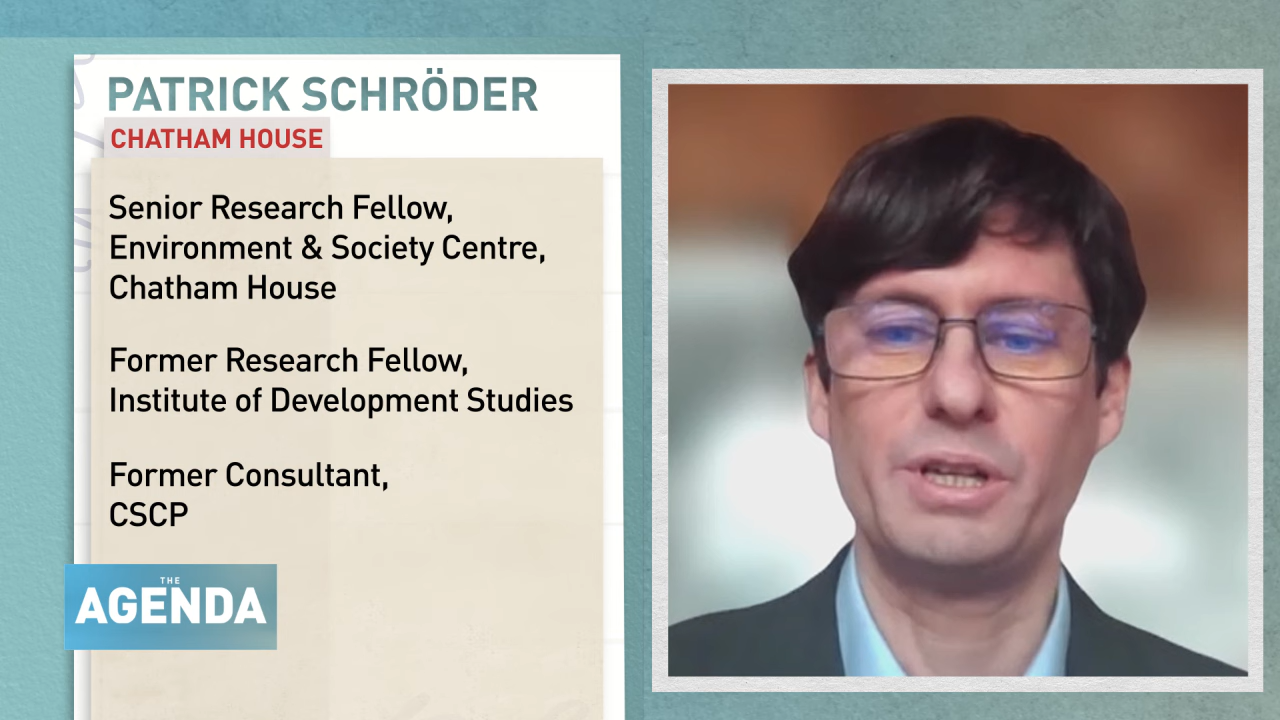 PATRICK SCHRÖDER
CHATHAM HOUSE
Senior Research Fellow,
Environment & Society Centre,
Chatham House
Former Research Fellow,
Institute of Development Studies
Former Consultant,
CSCP
THE
AGENDA